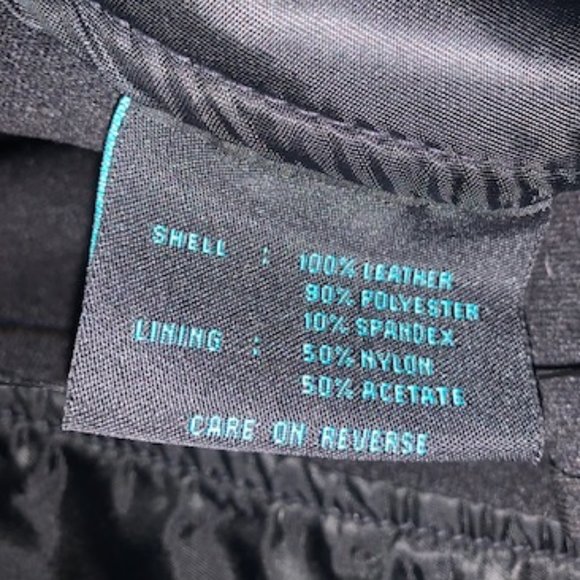 SHELL : 100% LEATHER
90% POLYESTER
10% SPANDEX
LINING : 50% NYLON
50% ACETATE
CARE ON REVERSE